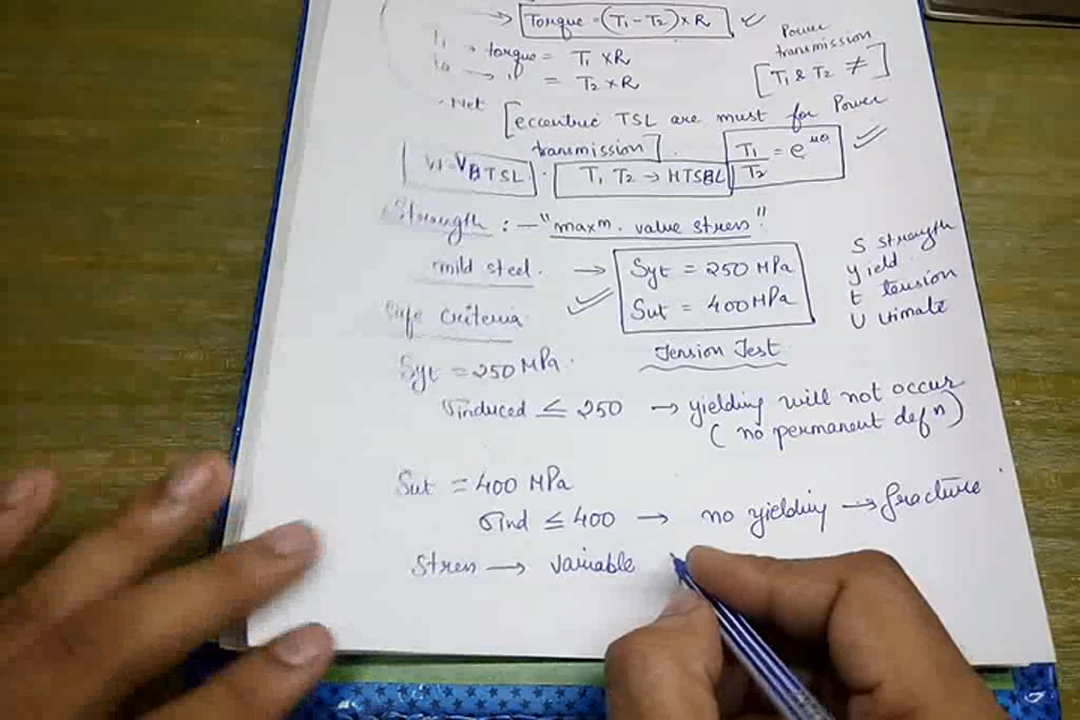 → Torque = (T₁ - T₂) × R ✓
T₁ → torque = T₁ × R
→ 11 = T₂ × R
Power transmission
[T₁ & T₂ ≠]
. Net [eccentric TSL are must for Power transmission].
V₁ = VBTSL . T₁ T₂ → HTSBL
T₁/T₂ = e^μθ ✓
Strength : — "maxm. value stress"
mild steel. → Syt = 250 MPa
Sut = 400 MPa
S strength
y yield
t tension
U Utimate
Safe criteria ✓
Tension Test
Syt = 250 MPa.
σinduced ≤ 250 → yielding will not occur
(no permanent defn)
Sut = 400 MPa
σind ≤ 400 → no yielding → fracture
Stress → variable